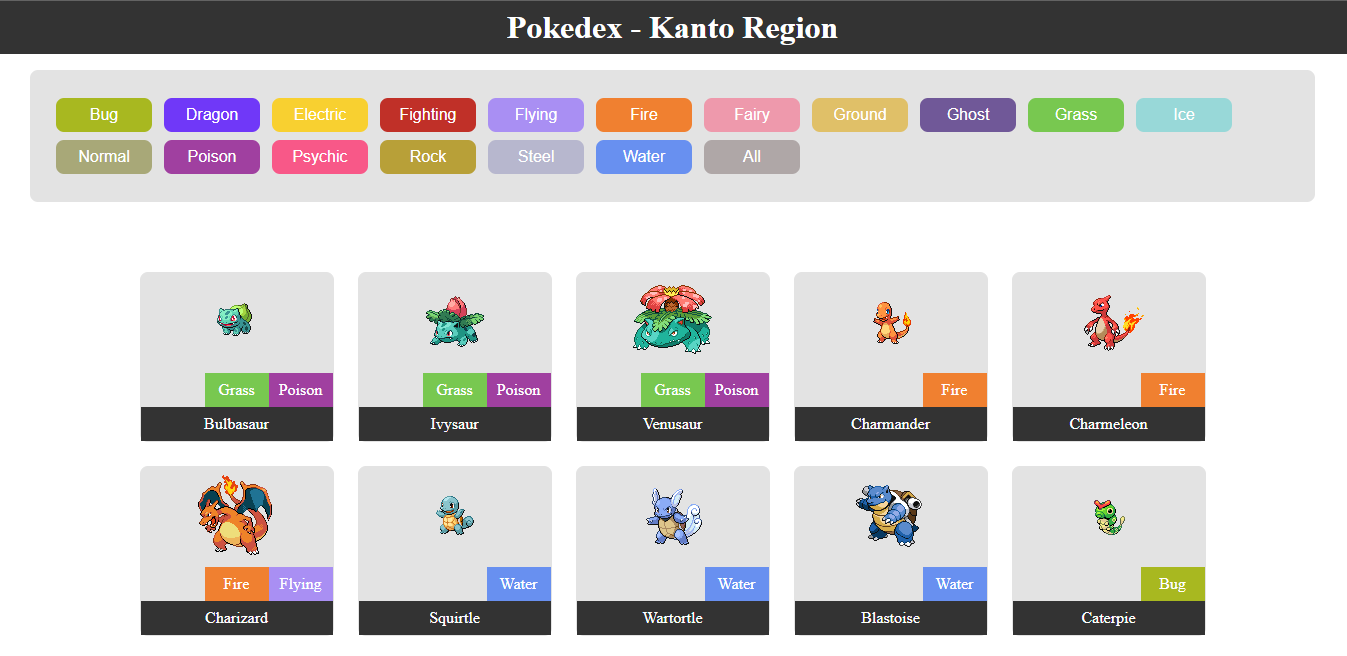 Pokedex - Kanto Region
Bug Dragon Electric Fighting Flying Fire Fairy Ground Ghost Grass Ice
Normal Poison Psychic Rock Steel Water All
Grass Poison Grass Poison Grass Poison Fire Fire
Bulbasaur Ivysaur Venusaur Charmander Charmeleon
Fire Flying Water Water Water Bug
Charizard Squirtle Wartortle Blastoise Caterpie